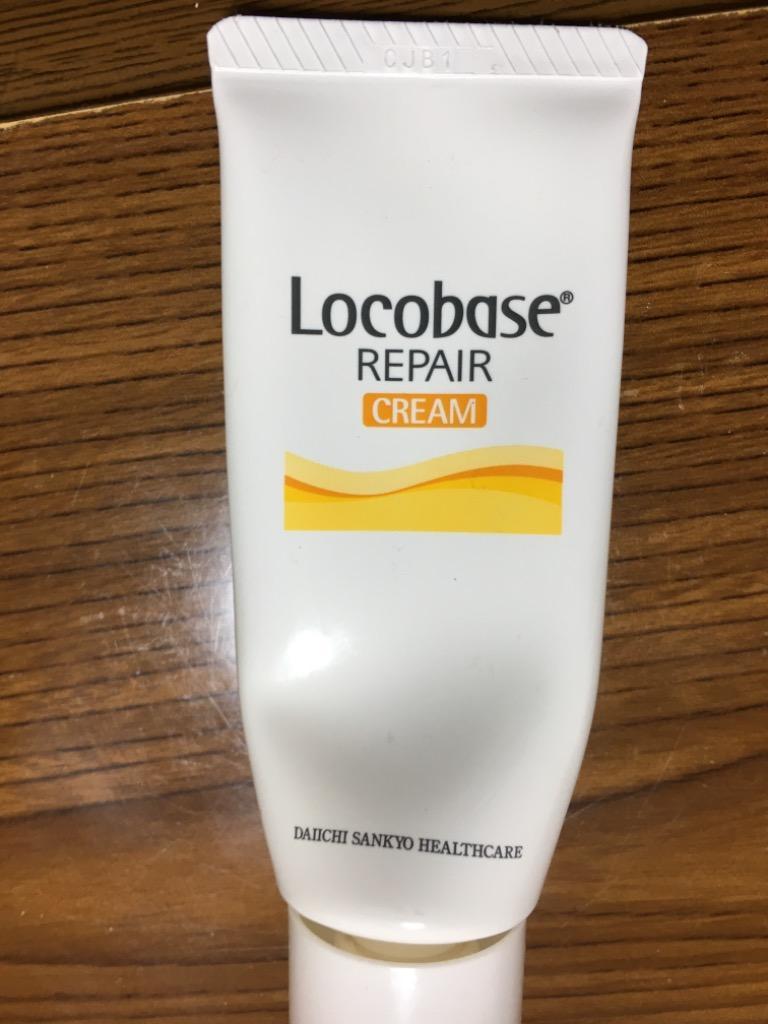 CJB1
Locobase®
REPAIR
CREAM
DAIICHI SANKYO HEALTHCARE